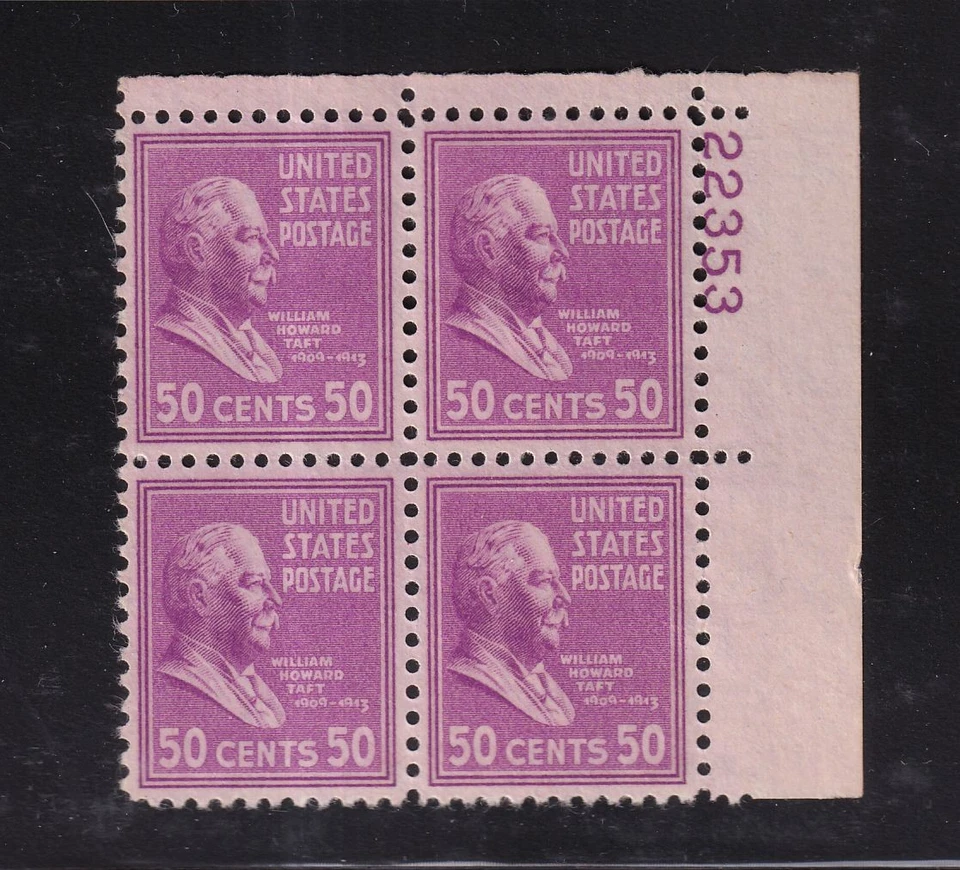 UNITED
STATES
POSTAGE
WILLIAM
HOWARD
TAFT
1909-1913
50 CENTS 50
UNITED
STATES
POSTAGE
WILLIAM
HOWARD
TAFT
1909-1913
50 CENTS 50
22353
UNITED
STATES
POSTAGE
WILLIAM
HOWARD
TAFT
1909-1913
50 CENTS 50
UNITED
STATES
POSTAGE
WILLIAM
HOWARD
TAFT
1909-1913
50 CENTS 50